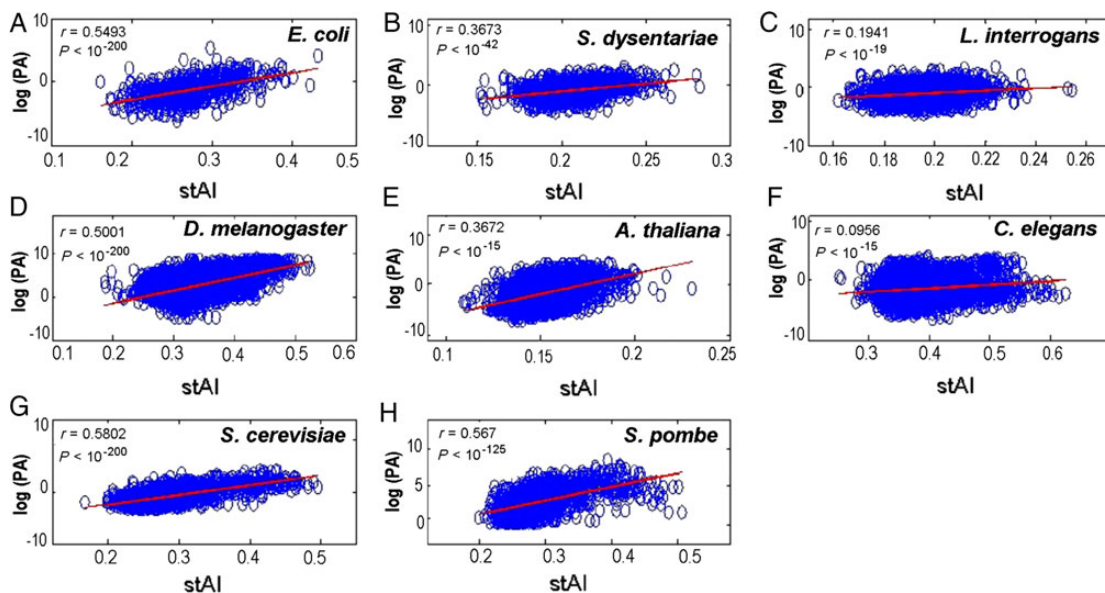 A
r = 0.5493
P < 10-200
E. coli
log (PA)
10
0
-10
0.1 0.2 0.3 0.4 0.5
stAI
B
r = 0.3673
P < 10-42
S. dysentariae
log (PA)
10
0
-10
0.15 0.2 0.25 0.3
stAI
C
r = 0.1941
P < 10-19
L. interrogans
log (PA)
10
0
-10
0.16 0.18 0.20 0.22 0.24 0.26
stAI
D
r = 0.5001
P < 10-200
D. melanogaster
log (PA)
10
0
-10
0.1 0.2 0.3 0.4 0.5 0.6
stAI
E
r = 0.3672
P < 10-15
A. thaliana
log (PA)
10
0
-10
0.1 0.15 0.2 0.25
stAI
F
r = 0.0956
P < 10-15
C. elegans
log (PA)
10
0
-10
0.3 0.4 0.5 0.6
stAI
G
r = 0.5802
P < 10-200
S. cerevisiae
log (PA)
10
0
-10
0.2 0.3 0.4 0.5
stAI
H
r = 0.567
P < 10-125
S. pombe
log (PA)
10
5
0
0.2 0.3 0.4 0.5
stAI